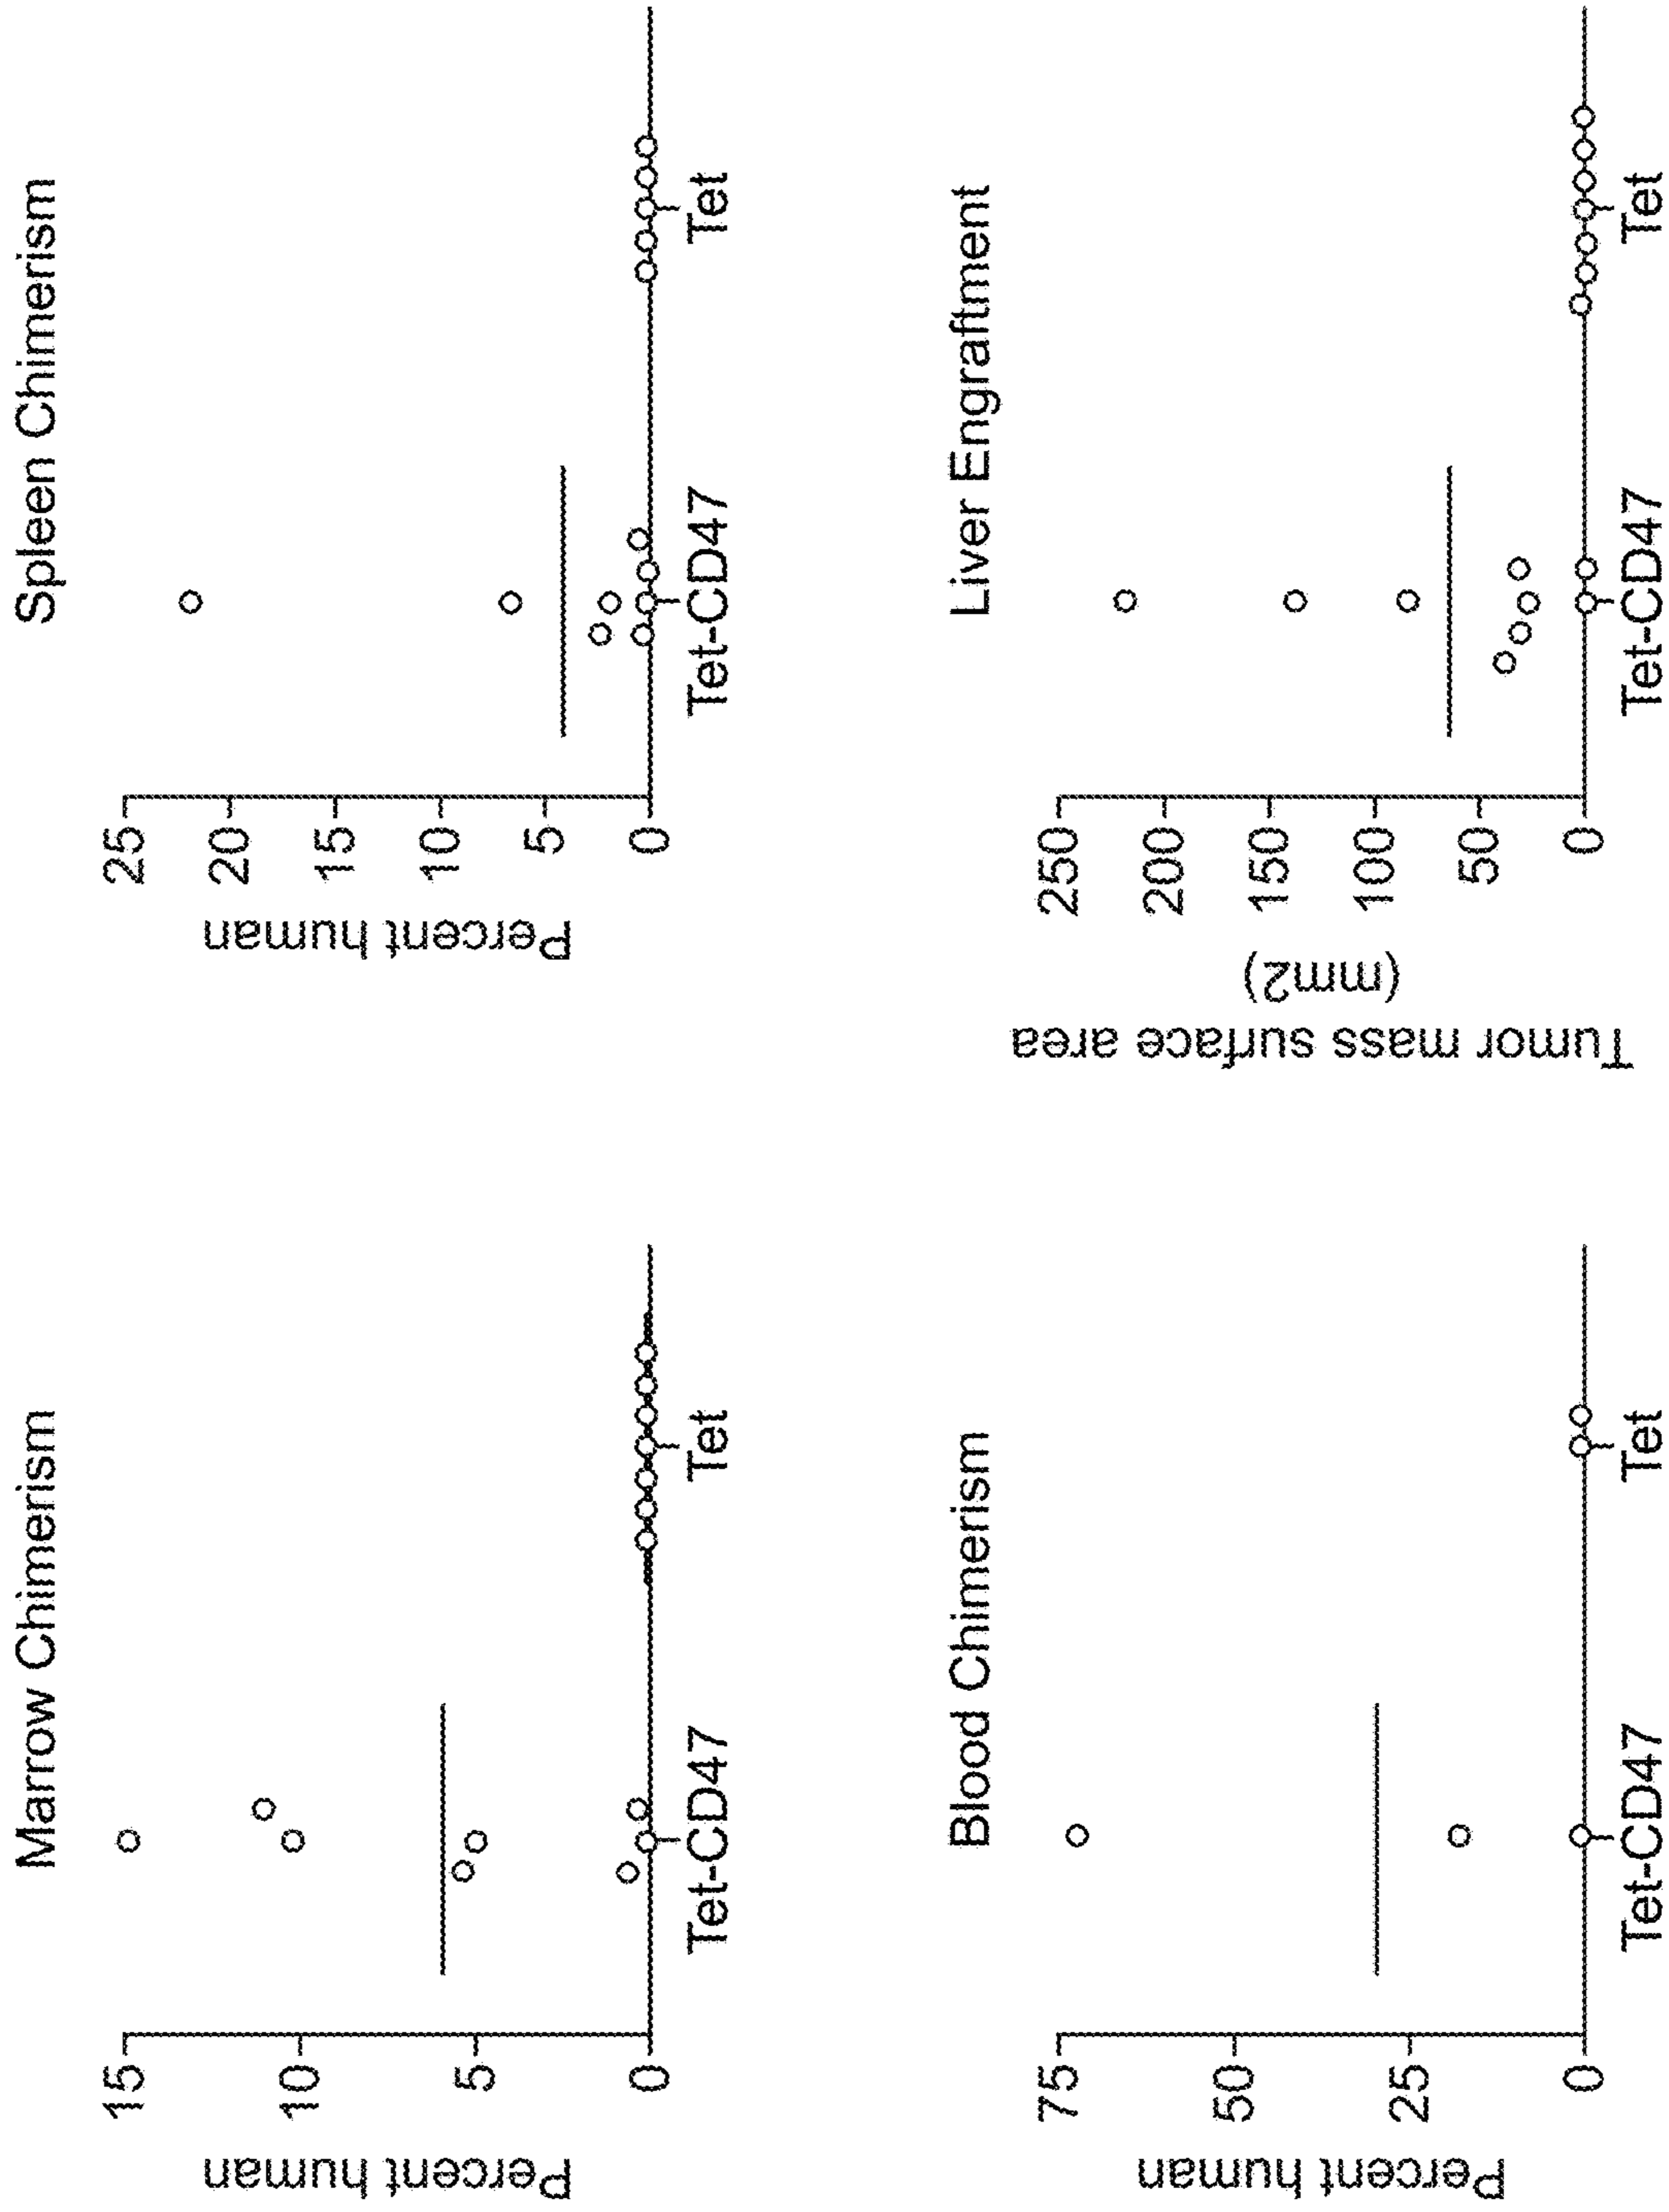 Marrow Chimerism
Percent human
15
10
5
0
Tet-CD47
Tet
Spleen Chimerism
Percent human
25
20
15
10
5
0
Tet-CD47
Tet
Blood Chimerism
Percent human
75
50
25
0
Tet-CD47
Tet
Liver Engraftment
Tumor mass surface area
(mm2)
250
200
150
100
50
0
Tet-CD47
Tet